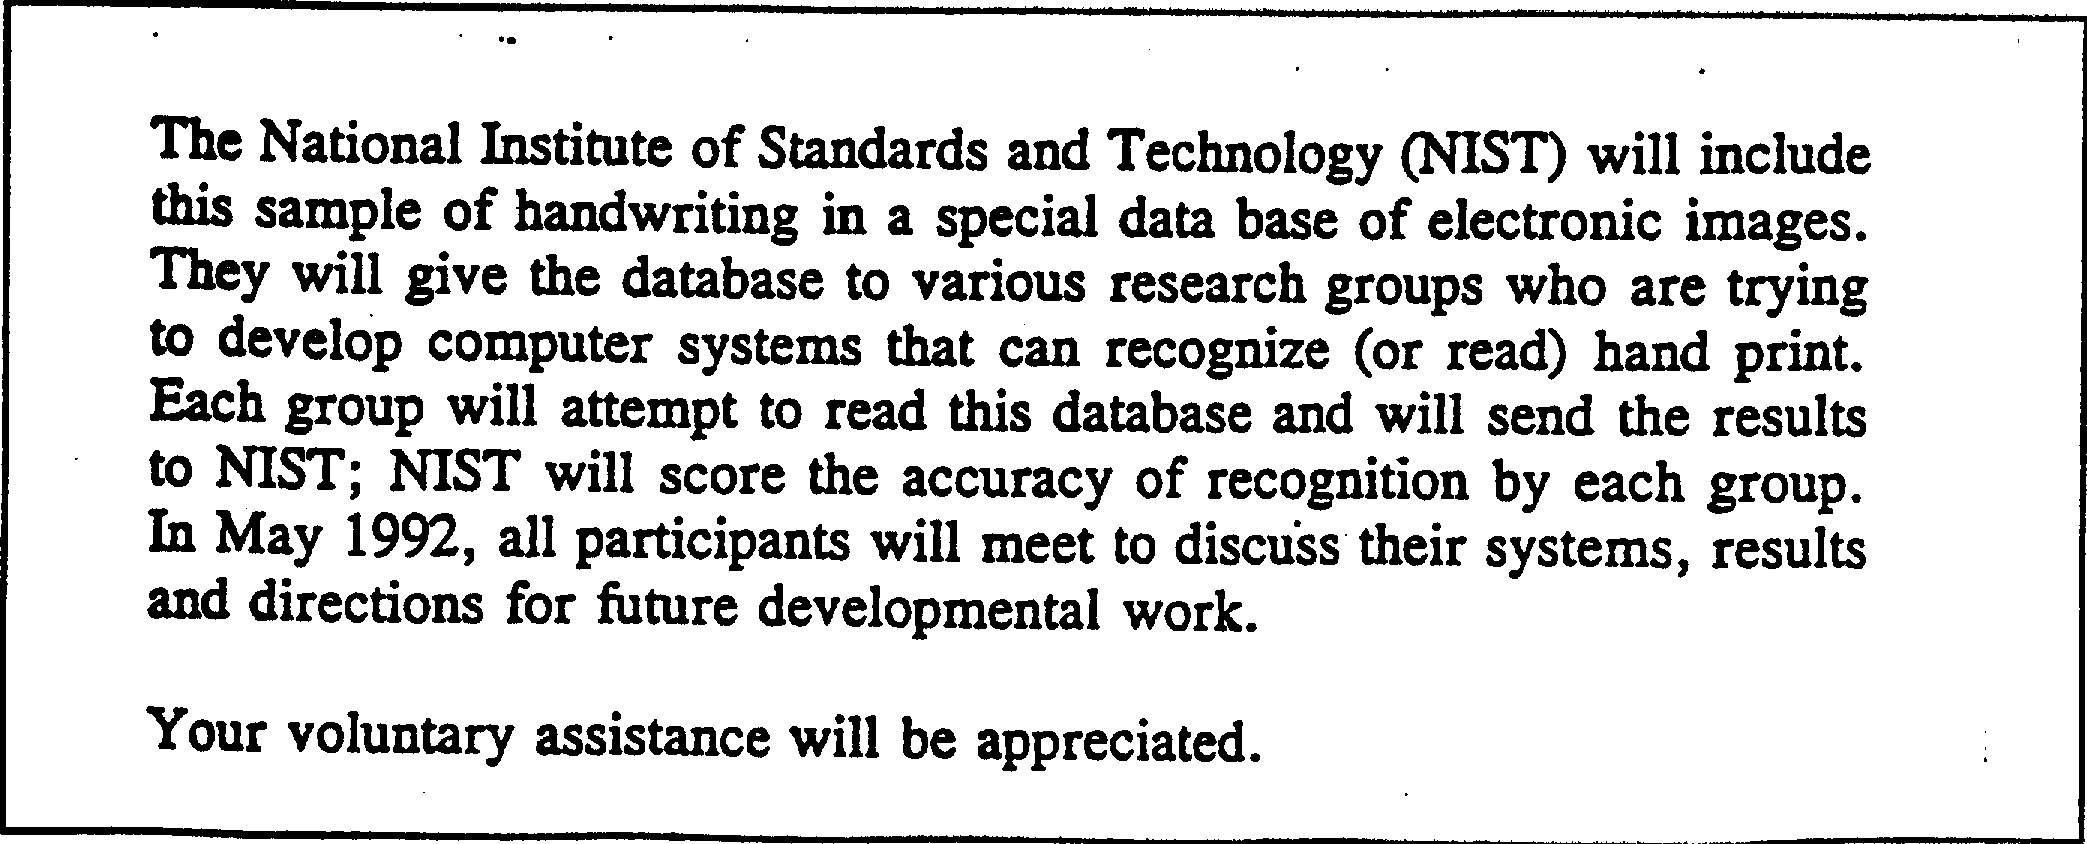 The National Institute of Standards and Technology (NIST) will include
this sample of handwriting in a special data base of electronic images.
They will give the database to various research groups who are trying
to develop computer systems that can recognize (or read) hand print.
Each group will attempt to read this database and will send the results
to NIST; NIST will score the accuracy of recognition by each group.
In May 1992, all participants will meet to discuss their systems, results
and directions for future developmental work.
Your voluntary assistance will be appreciated.